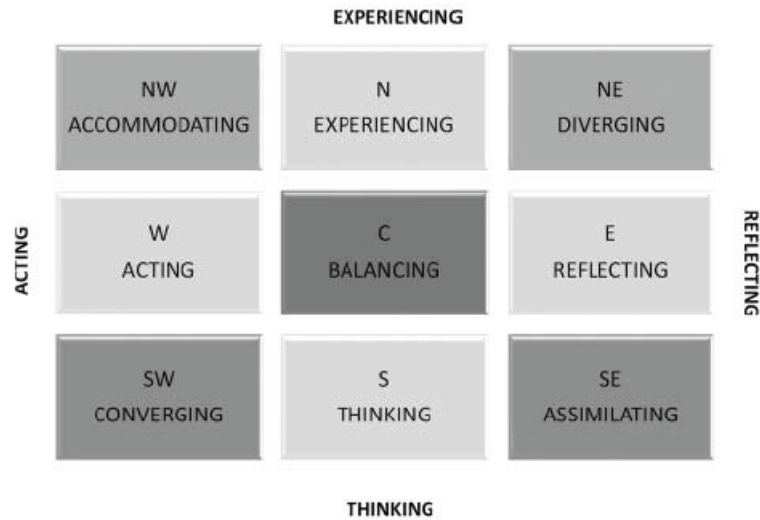 EXPERIENCING
NW
ACCOMMODATING
N
EXPERIENCING
NE
DIVERGING
ACTING
W
ACTING
C
BALANCING
E
REFLECTING
REFLECTING
SW
CONVERGING
S
THINKING
SE
ASSIMILATING
THINKING